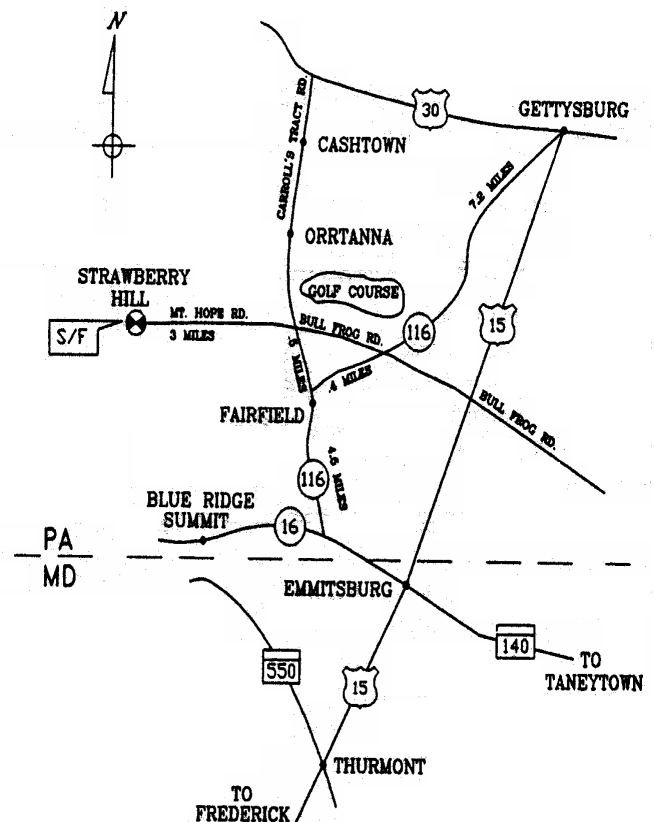 N
30
GETTYSBURG
CARROLL'S TRACT RD.
CASHTOWN
7.2 MILES
ORRTANNA
STRAWBERRY
HILL
GOLF COURSE
S/F
MT. HOPE RD.
3 MILES
BULL FROG RD.
116
15
.5 MILES
.4 MILES
BULL FROG RD.
FAIRFIELD
116
4.6 MILES
BLUE RIDGE
SUMMIT
16
PA
MD
EMMITSBURG
140
TO
TANEYTOWN
550
15
THURMONT
TO
FREDERICK